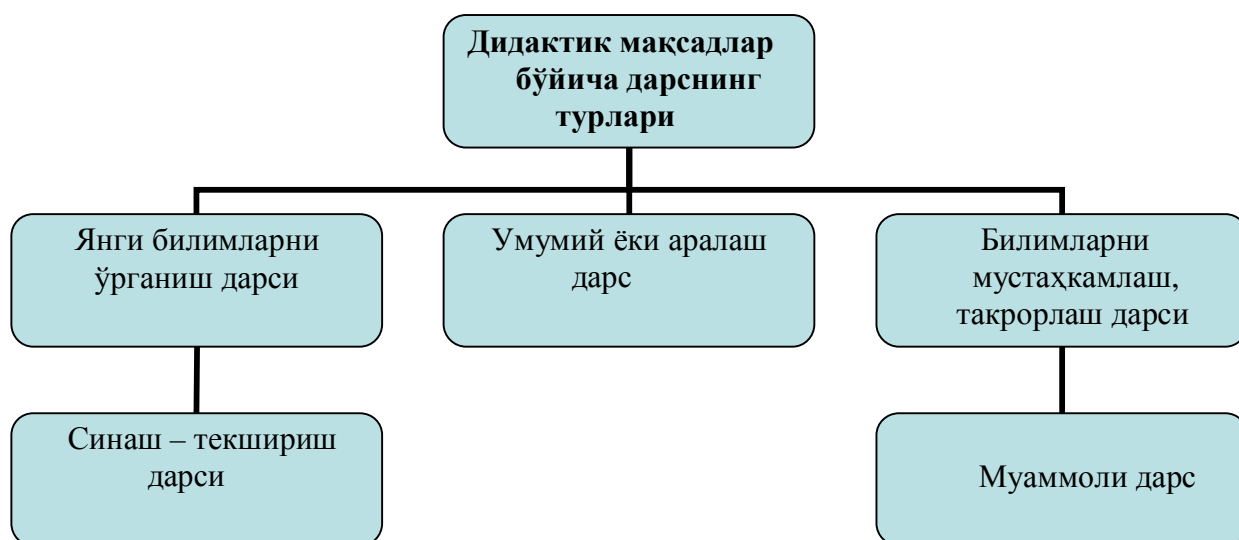 Дидактик мақсадлар
бўйича дарснинг
турлари
Янги билимларни
ўрганиш дарси
Умумий ёки аралаш
дарс
Билимларни
мустаҳкамлаш,
такрорлаш дарси
Синаш – текшириш
дарси
Муаммоли дарс